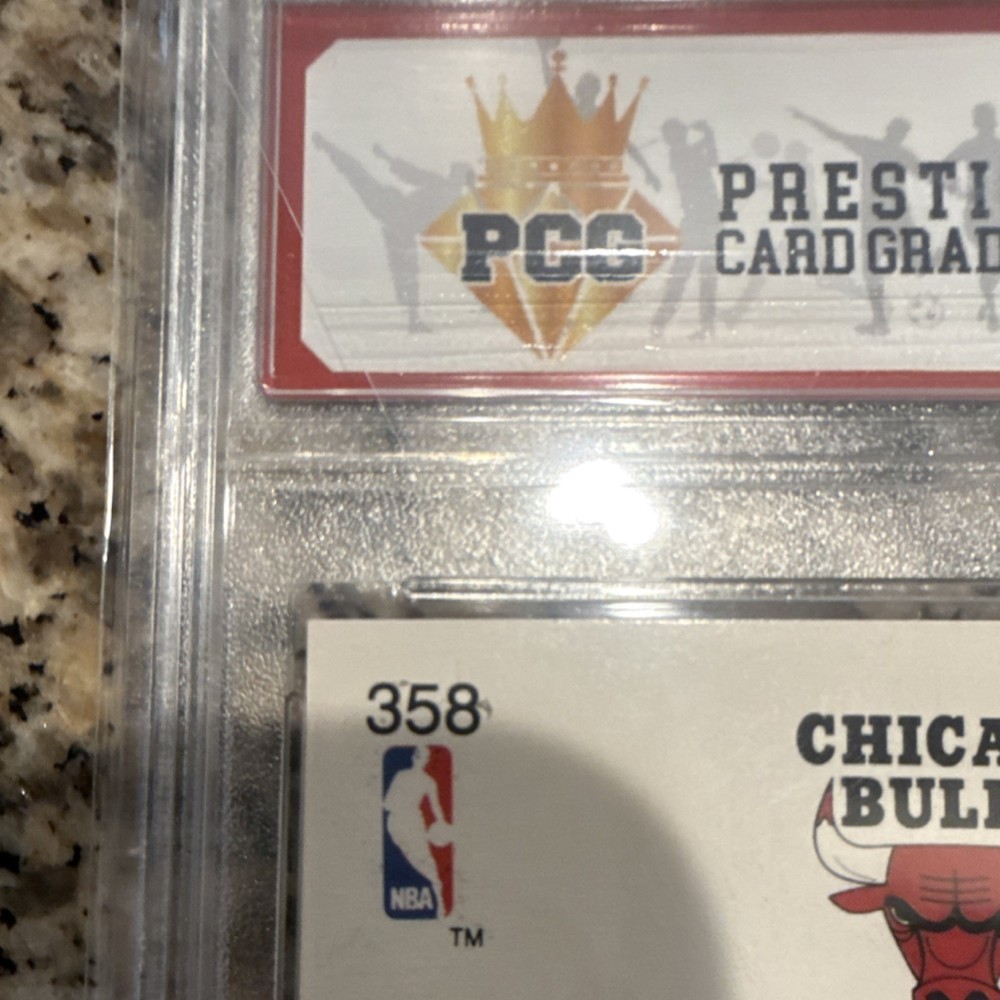 PCG
PRESTI
CARD GRAD
358
NBA
TM
CHICA
BULL